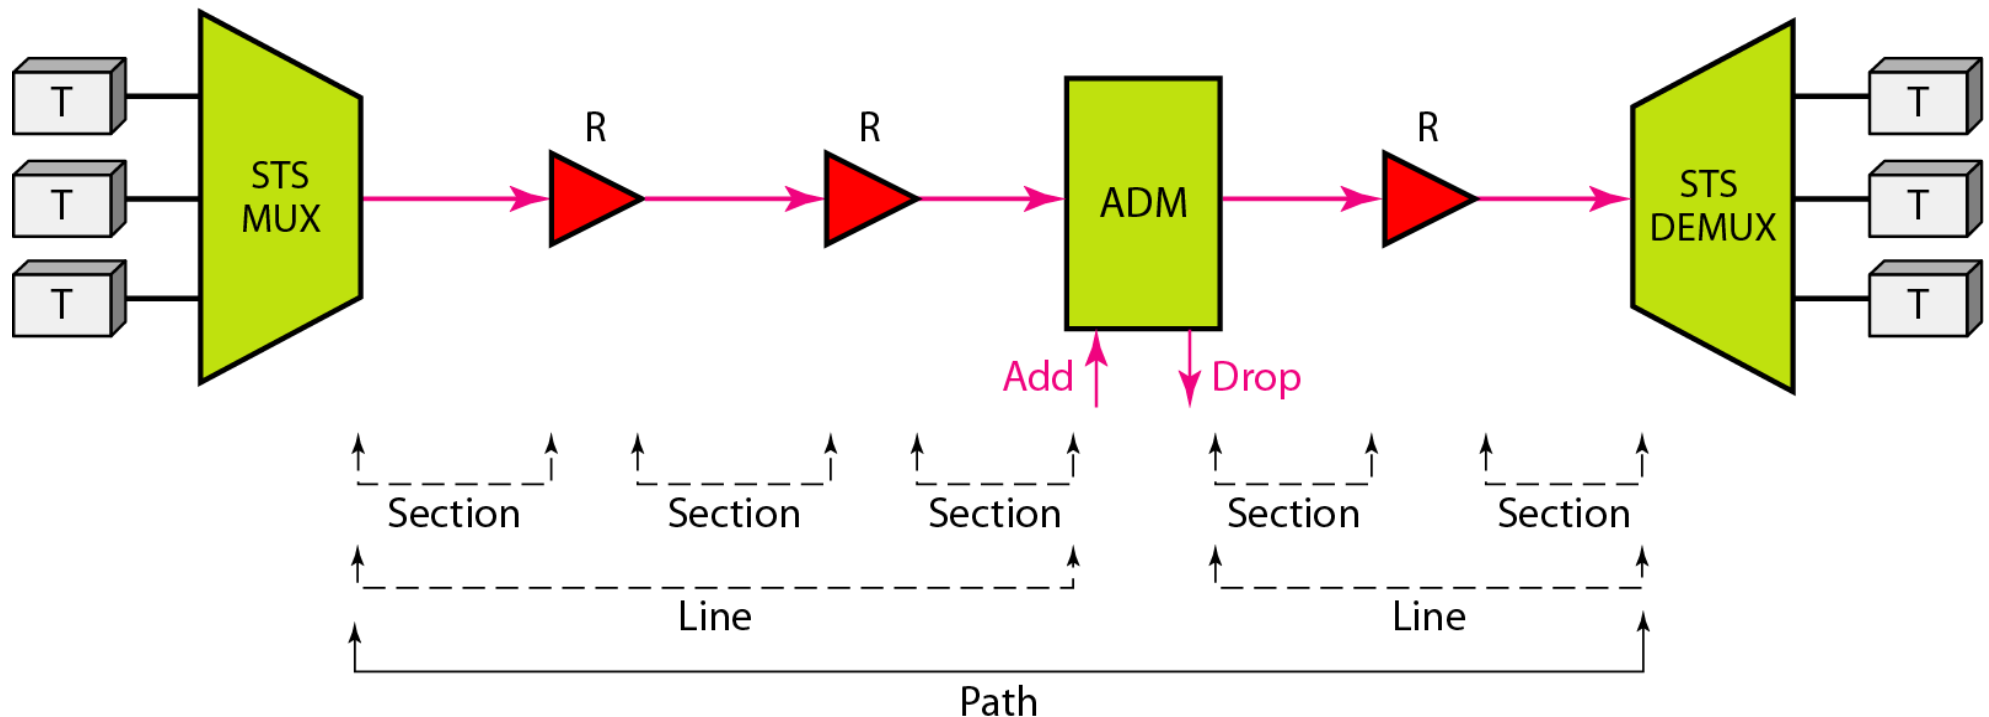 T
T
T
STS
MUX
R
R
ADM
R
STS
DEMUX
T
T
T
Add
Drop
Section
Section
Section
Section
Section
Line
Line
Path